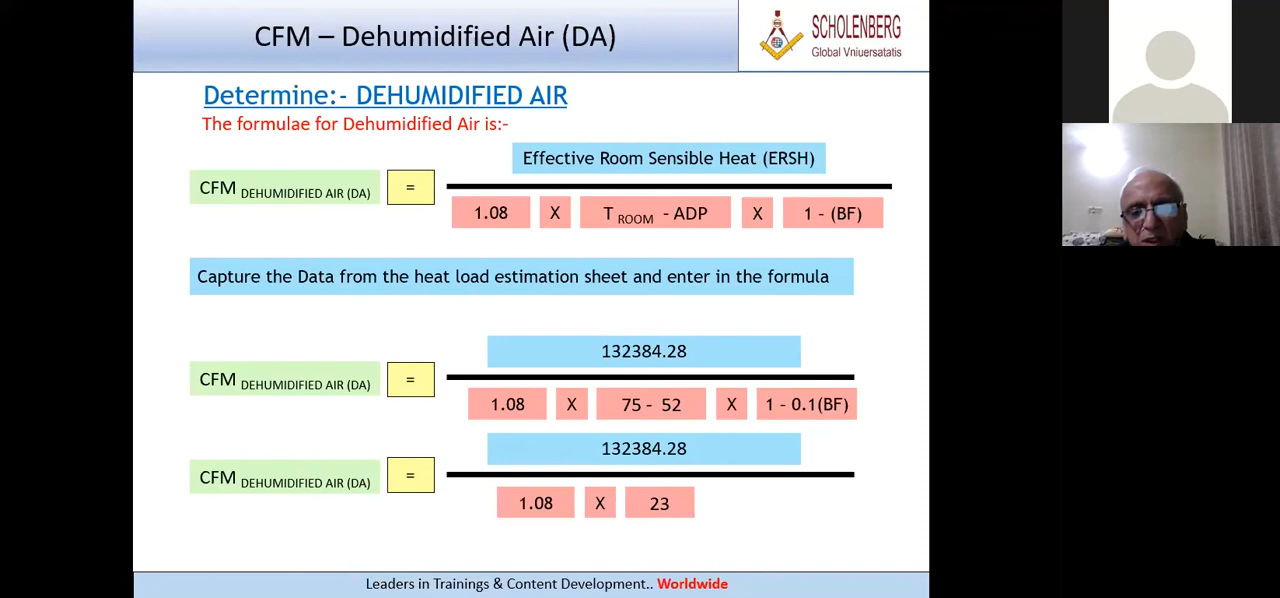 CFM – Dehumidified Air (DA)
SCHOLENBERG
Global Vniversatatis
Determine:- DEHUMIDIFIED AIR
The formulae for Dehumidified Air is:-
Effective Room Sensible Heat (ERSH)
CFM DEHUMIDIFIED AIR (DA) =
1.08 X T ROOM - ADP X 1 - (BF)
Capture the Data from the heat load estimation sheet and enter in the formula
132384.28
CFM DEHUMIDIFIED AIR (DA) =
1.08 X 75 - 52 X 1 - 0.1(BF)
132384.28
CFM DEHUMIDIFIED AIR (DA) =
1.08 X 23
Leaders in Trainings & Content Development.. Worldwide